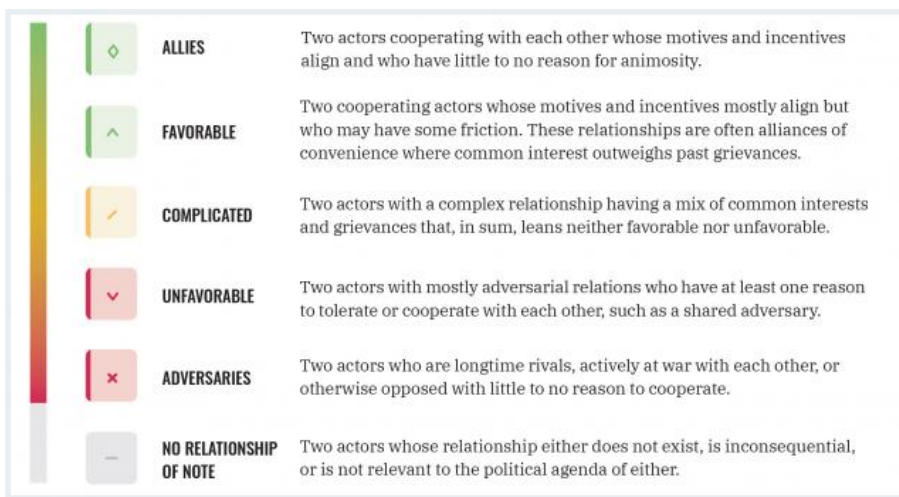 ALLIES
Two actors cooperating with each other whose motives and incentives
align and who have little to no reason for animosity.
FAVORABLE
Two cooperating actors whose motives and incentives mostly align but
who may have some friction. These relationships are often alliances of
convenience where common interest outweighs past grievances.
COMPLICATED
Two actors with a complex relationship having a mix of common interests
and grievances that, in sum, leans neither favorable nor unfavorable.
UNFAVORABLE
Two actors with mostly adversarial relations who have at least one reason
to tolerate or cooperate with each other, such as a shared adversary.
ADVERSARIES
Two actors who are longtime rivals, actively at war with each other, or
otherwise opposed with little to no reason to cooperate.
NO RELATIONSHIP
OF NOTE
Two actors whose relationship either does not exist, is inconsequential,
or is not relevant to the political agenda of either.